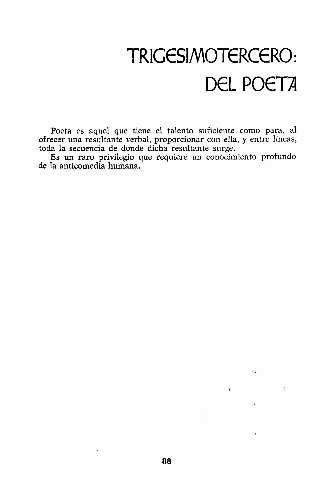 TRIGESIMOTERCERO:
DEL POETA
Poeta es aquel que tiene el talento suficiente como para, al
ofrecer una resultante verbal, proporcionar con ella, y entre líneas,
toda la secuencia de donde dicha resultante surge.
Es un raro privilegio que requiere un conocimiento profundo
de la anticomedia humana.
88